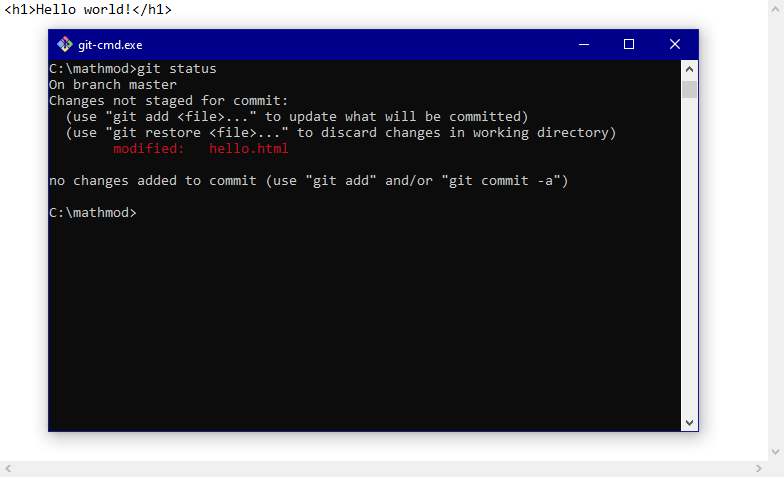 <h1>Hello world!</h1>
git-cmd.exe
C:\mathmod>git status
On branch master
Changes not staged for commit:
  (use "git add <file>..." to update what will be committed)
  (use "git restore <file>..." to discard changes in working directory)
        modified:   hello.html
no changes added to commit (use "git add" and/or "git commit -a")
C:\mathmod>